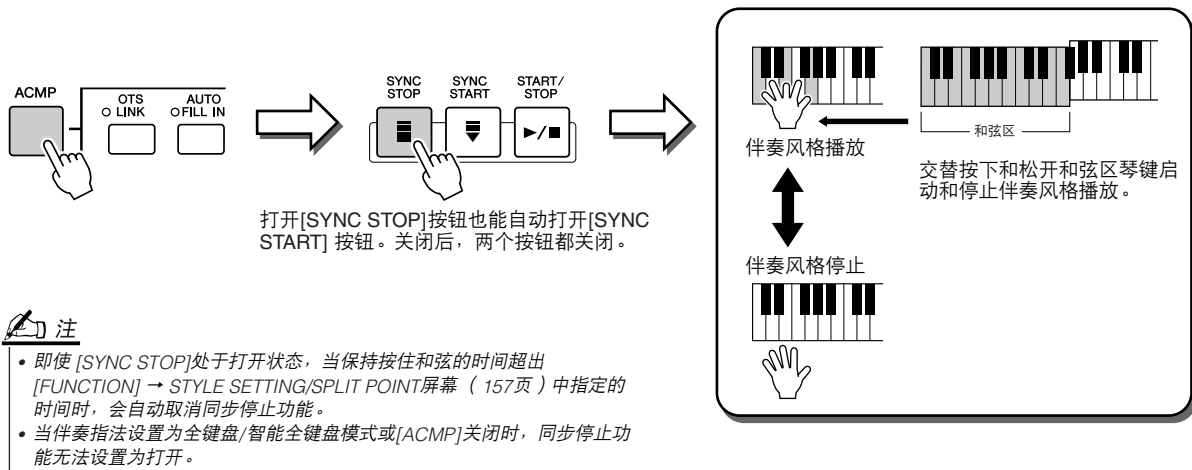 ACMP
OTS
LINK
AUTO
FILL IN
SYNC
STOP
SYNC
START
START/
STOP
打开[SYNC STOP]按钮也能自动打开[SYNC
START] 按钮。关闭后，两个按钮都关闭。
伴奏风格播放
伴奏风格停止
和弦区
交替按下和松开和弦区琴键启
动和停止伴奏风格播放。
注
• 即使 [SYNC STOP]处于打开状态，当保持按住和弦的时间超出
[FUNCTION] → STYLE SETTING/SPLIT POINT屏幕（ 157页 ）中指定的
时间时，会自动取消同步停止功能。
• 当伴奏指法设置为全键盘/智能全键盘模式或[ACMP]关闭时，同步停止功
能无法设置为打开。